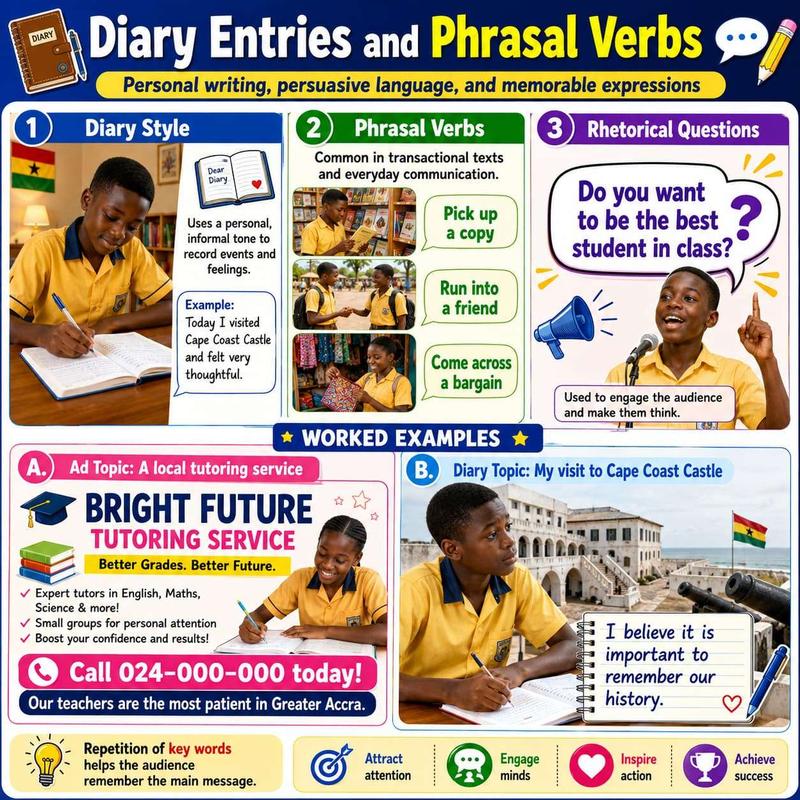 DIARY
Diary Entries and Phrasal Verbs
Personal writing, persuasive language, and memorable expressions
1 Diary Style
Dear
Diary
Uses a personal,
informal tone to
record events and
feelings.
Example:
Today I visited
Cape Coast Castle
and felt very
thoughtful.
2 Phrasal Verbs
Common in transactional texts
and everyday communication.
Pick up
a copy
Run into
a friend
Come across
a bargain
3 Rhetorical Questions
Do you want
to be the best
student in class?
?
Used to engage the audience
and make them think.
WORKED EXAMPLES
A. Ad Topic: A local tutoring service
BRIGHT FUTURE
TUTORING SERVICE
Better Grades. Better Future.
✓ Expert tutors in English, Maths,
Science & more!
✓ Small groups for personal attention
✓ Boost your confidence and results!
Call 024-000-000 today!
Our teachers are the most patient in Greater Accra.
B. Diary Topic: My visit to Cape Coast Castle
I believe it is
important to
remember our
history.
Repetition of key words
helps the audience
remember the main message.
Attract
attention
Engage
minds
Inspire
action
Achieve
success